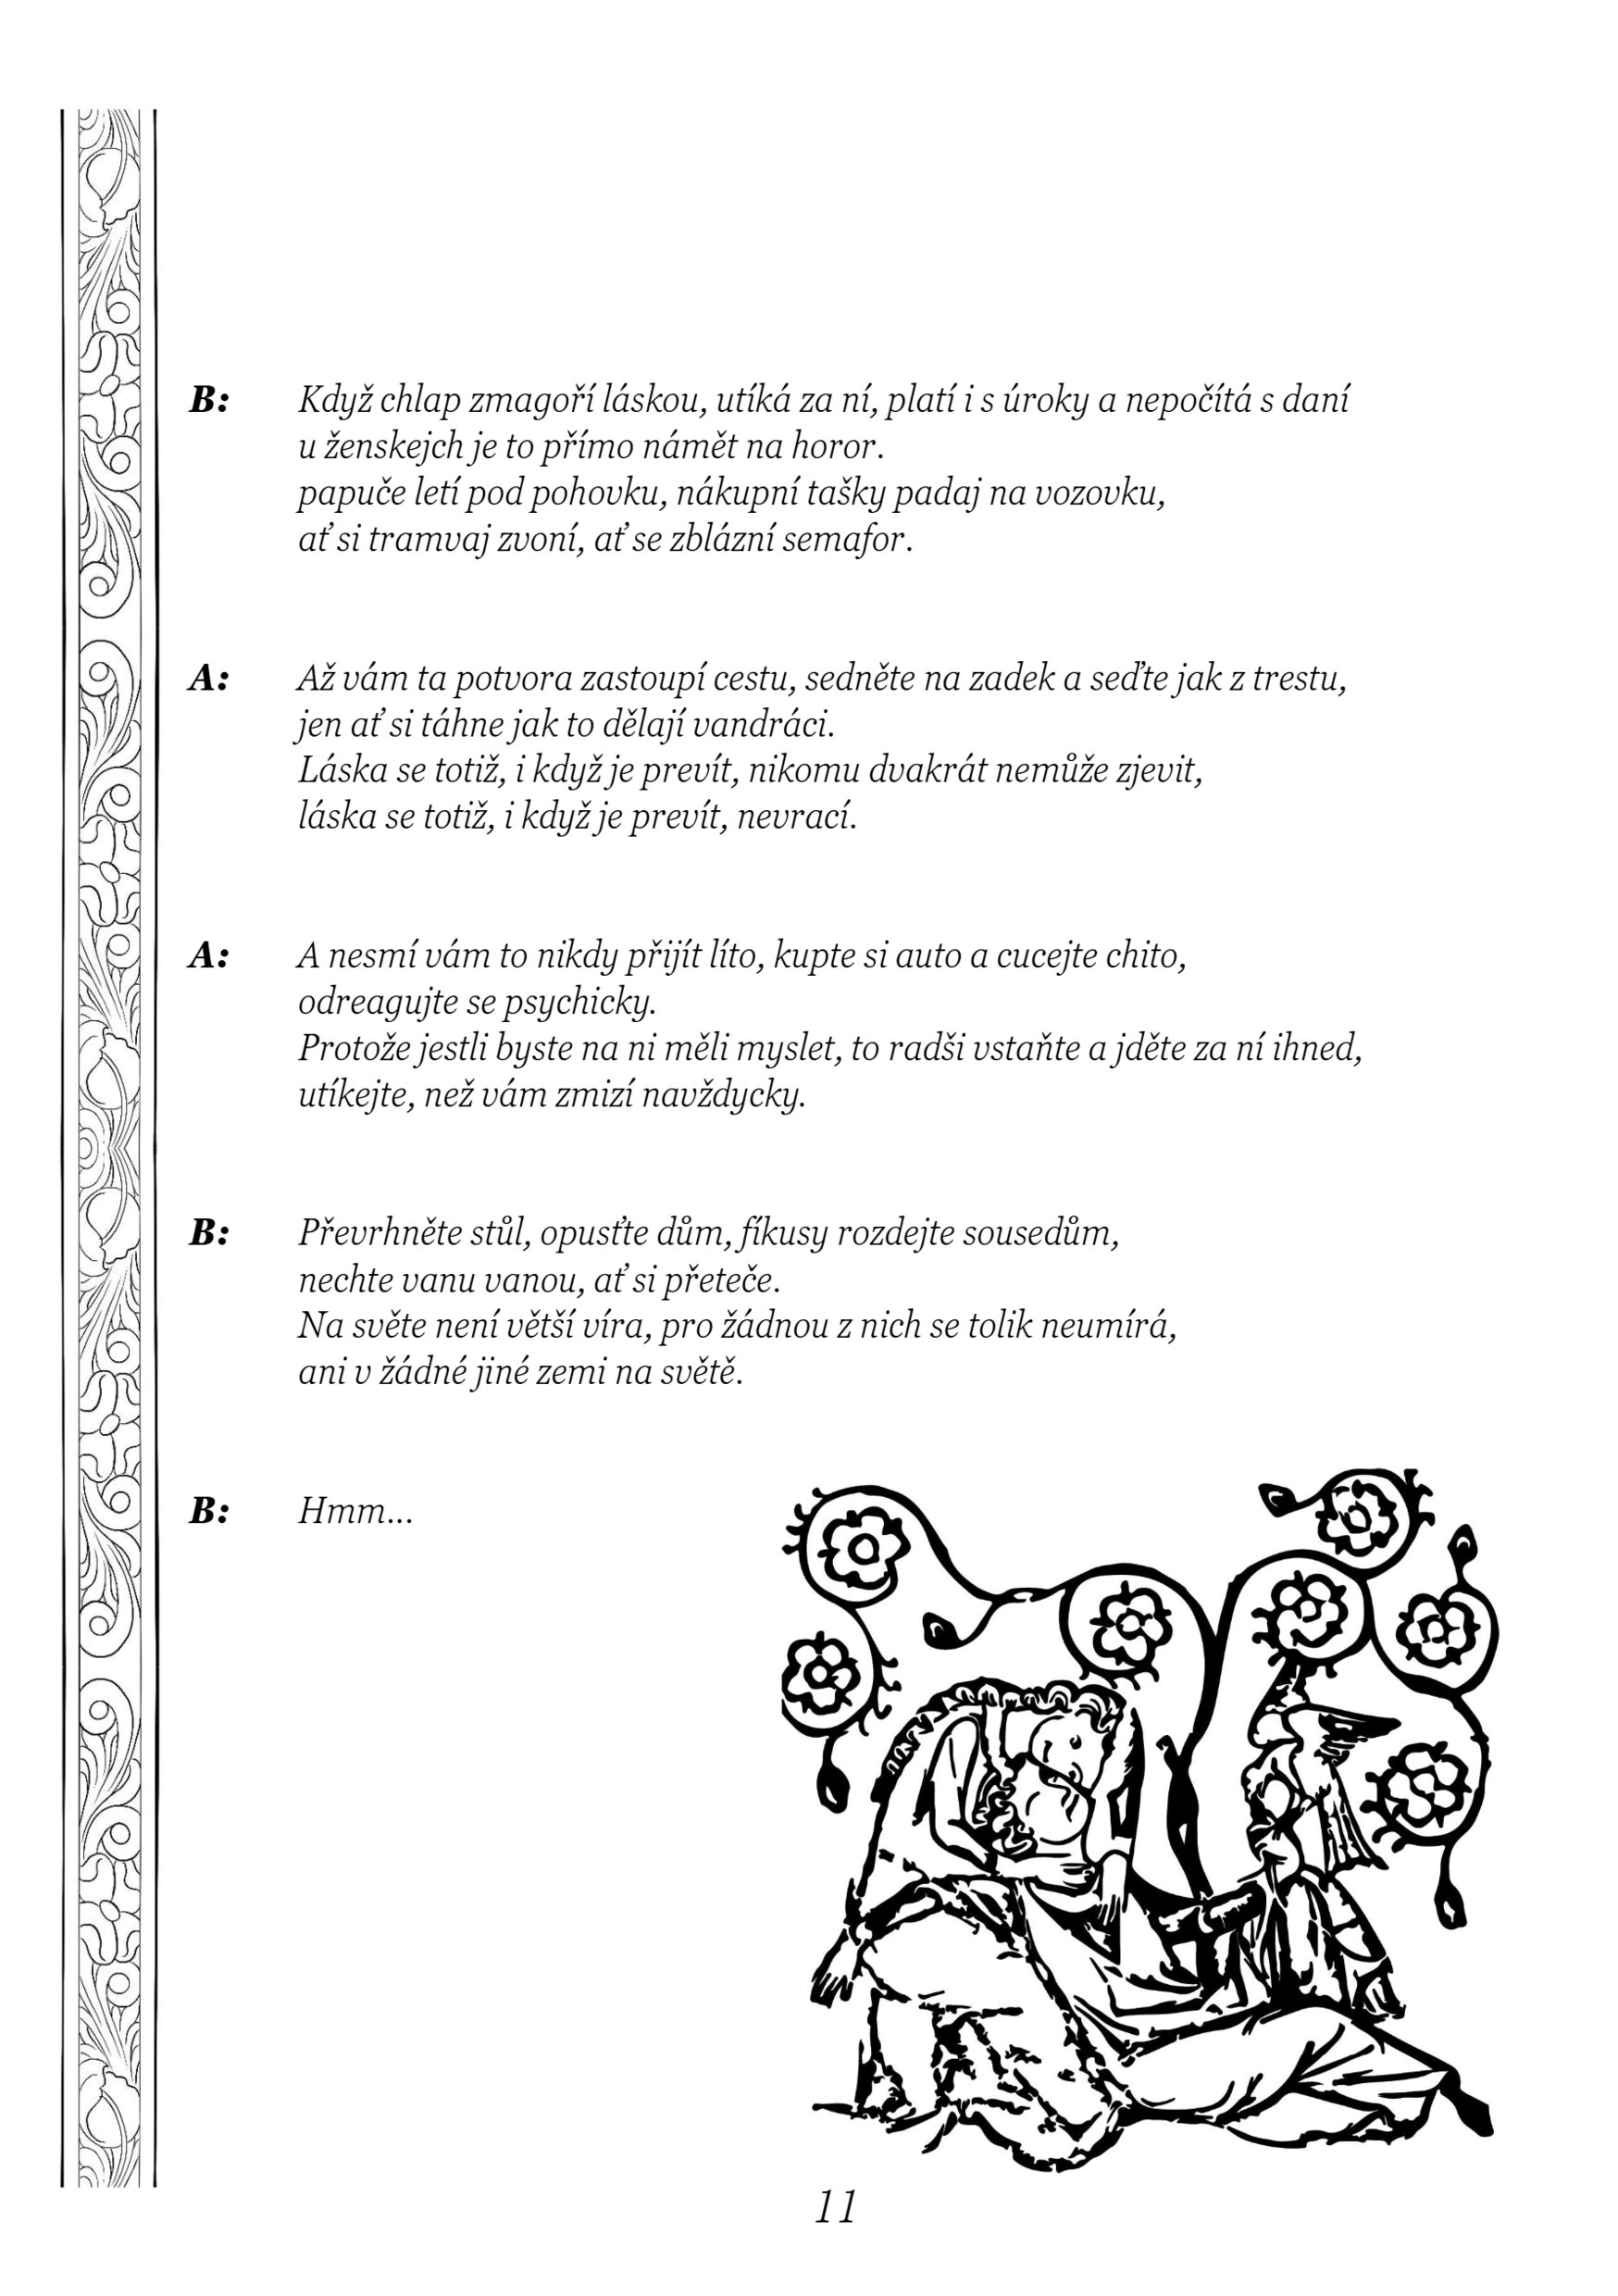 B: Když chlap zmagoří láskou, utíká za ní, platí i s úroky a nepočítá s daní
u ženskejch je to přímo námět na horor.
papuče letí pod pohovku, nákupní tašky padaj na vozovku,
ať si tramvaj zvoní, ať se zblázní semafor.
A: Až vám ta potvora zastoupí cestu, sedněte na zadek a seďte jak z trestu,
jen ať si táhne jak to dělají vandráci.
Láska se totiž, i když je prevít, nikomu dvakrát nemůže zjevit,
láska se totiž, i když je prevít, nevrací.
A: A nesmí vám to nikdy přijít líto, kupte si auto a cucejte chito,
odreagujte se psychicky.
Protože jestli byste na ni měli myslet, to radši vstaňte a jděte za ní ihned,
utíkejte, než vám zmizí navždycky.
B: Převrhněte stůl, opusťte dům, fíkusy rozdejte sousedům,
nechte vanu vanou, ať si přeteče.
Na světe není větší víra, pro žádnou z nich se tolik neumírá,
ani v žádné jiné zemi na světě.
B: Hmm...
11